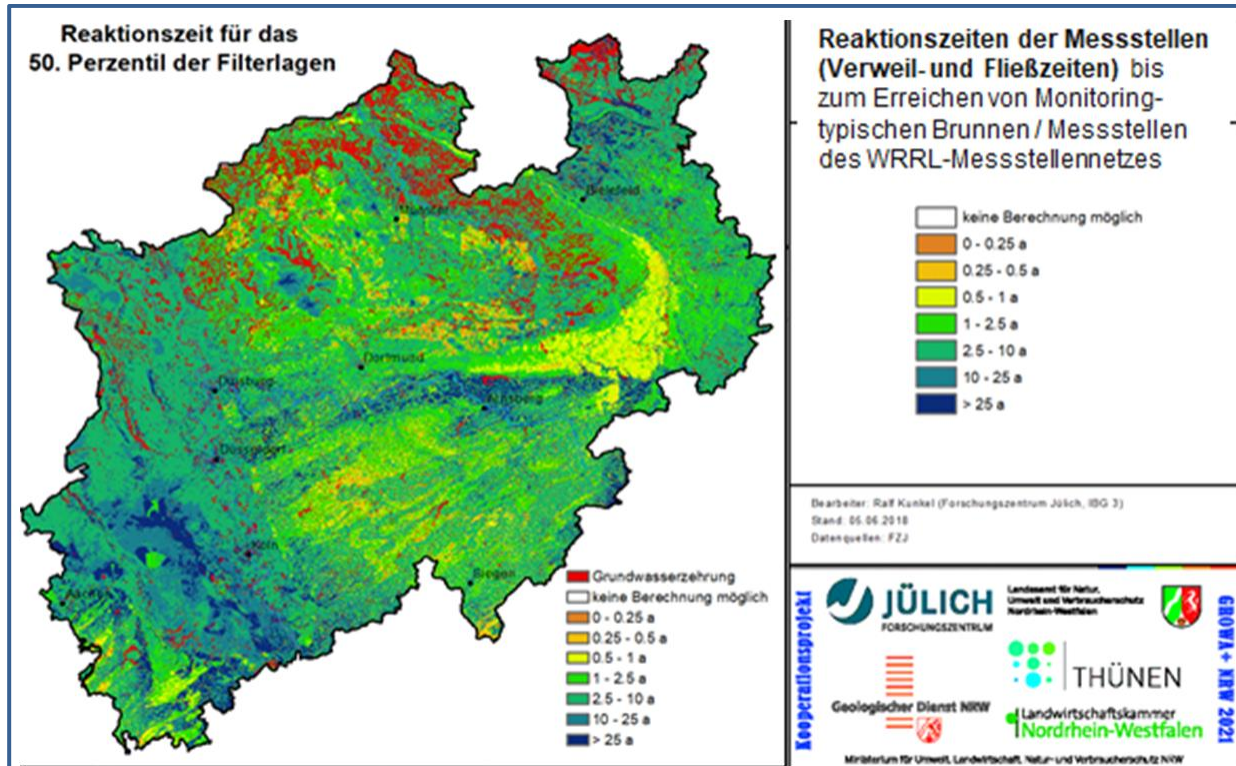 Reaktionszeit für das
50. Perzentil der Filterlagen
Münster
Bielefeld
Dortmund
Duisburg
Arnsberg
Düsseldorf
Köln
Aachen
Siegen
Grundwasserzehrung
keine Berechnung möglich
0 - 0.25 a
0.25 - 0.5 a
0.5 - 1 a
1 - 2.5 a
2.5 - 10 a
10 - 25 a
> 25 a
Reaktionszeiten der Messstellen
(Verweil- und Fließzeiten) bis
zum Erreichen von Monitoring-
typischen Brunnen / Messstellen
des WRRL-Messstellennetzes
keine Berechnung möglich
0 - 0.25 a
0.25 - 0.5 a
0.5 - 1 a
1 - 2.5 a
2.5 - 10 a
10 - 25 a
> 25 a
Bearbeiter: Ralf Kunkel (Forschungszentrum Jülich, IBG 3)
Stand: 05.06.2018
Datenquellen: FZJ
Kooperationsprojekt
JÜLICH
FORSCHUNGSZENTRUM
Landesamt für Natur,
Umwelt und Verbraucherschutz
Nordrhein-Westfalen
Geologischer Dienst NRW
THÜNEN
Landwirtschaftskammer
Nordrhein-Westfalen
GROWA + NRW 2021
Ministerium für Umwelt, Landwirtschaft, Natur- und Verbraucherschutz NRW